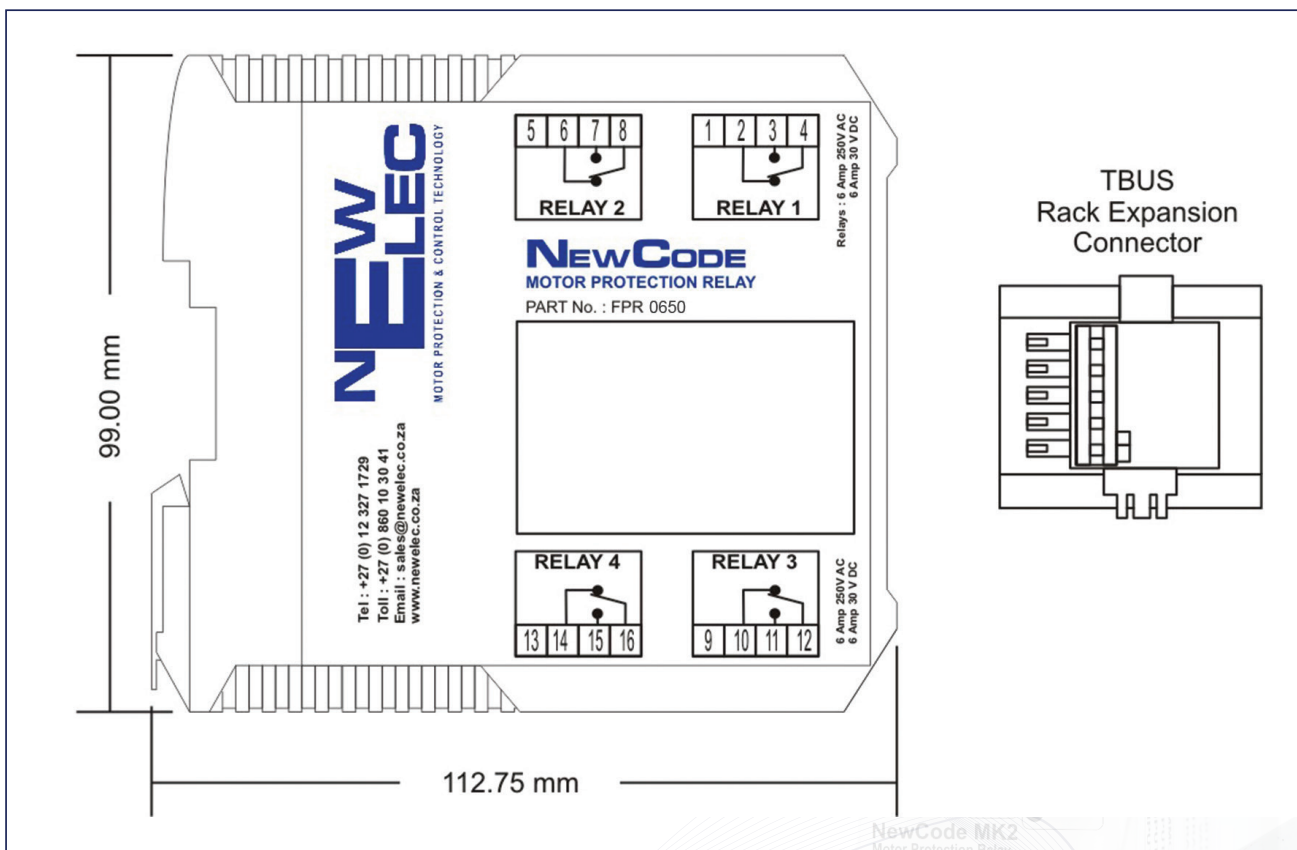 5 6 7 8
RELAY 2
1 2 3 4
RELAY 1
Relays : 6 Amp 250V AC
6 Amp 30 V DC
NEW ELEC
MOTOR PROTECTION & CONTROL TECHNOLOGY
NEWCODE
MOTOR PROTECTION RELAY
PART No. : FPR 0650
TBUS
Rack Expansion
Connector
99.00 mm
Tel : +27 (0) 12 327 1729
Toll : +27 (0) 860 10 30 41
Email : sales@newelec.co.za
www.newelec.co.za
RELAY 4
13 14 15 16
RELAY 3
9 10 11 12
6 Amp 250V AC
6 Amp 30 V DC
112.75 mm
NewCode MK2
Motor Protection Relay